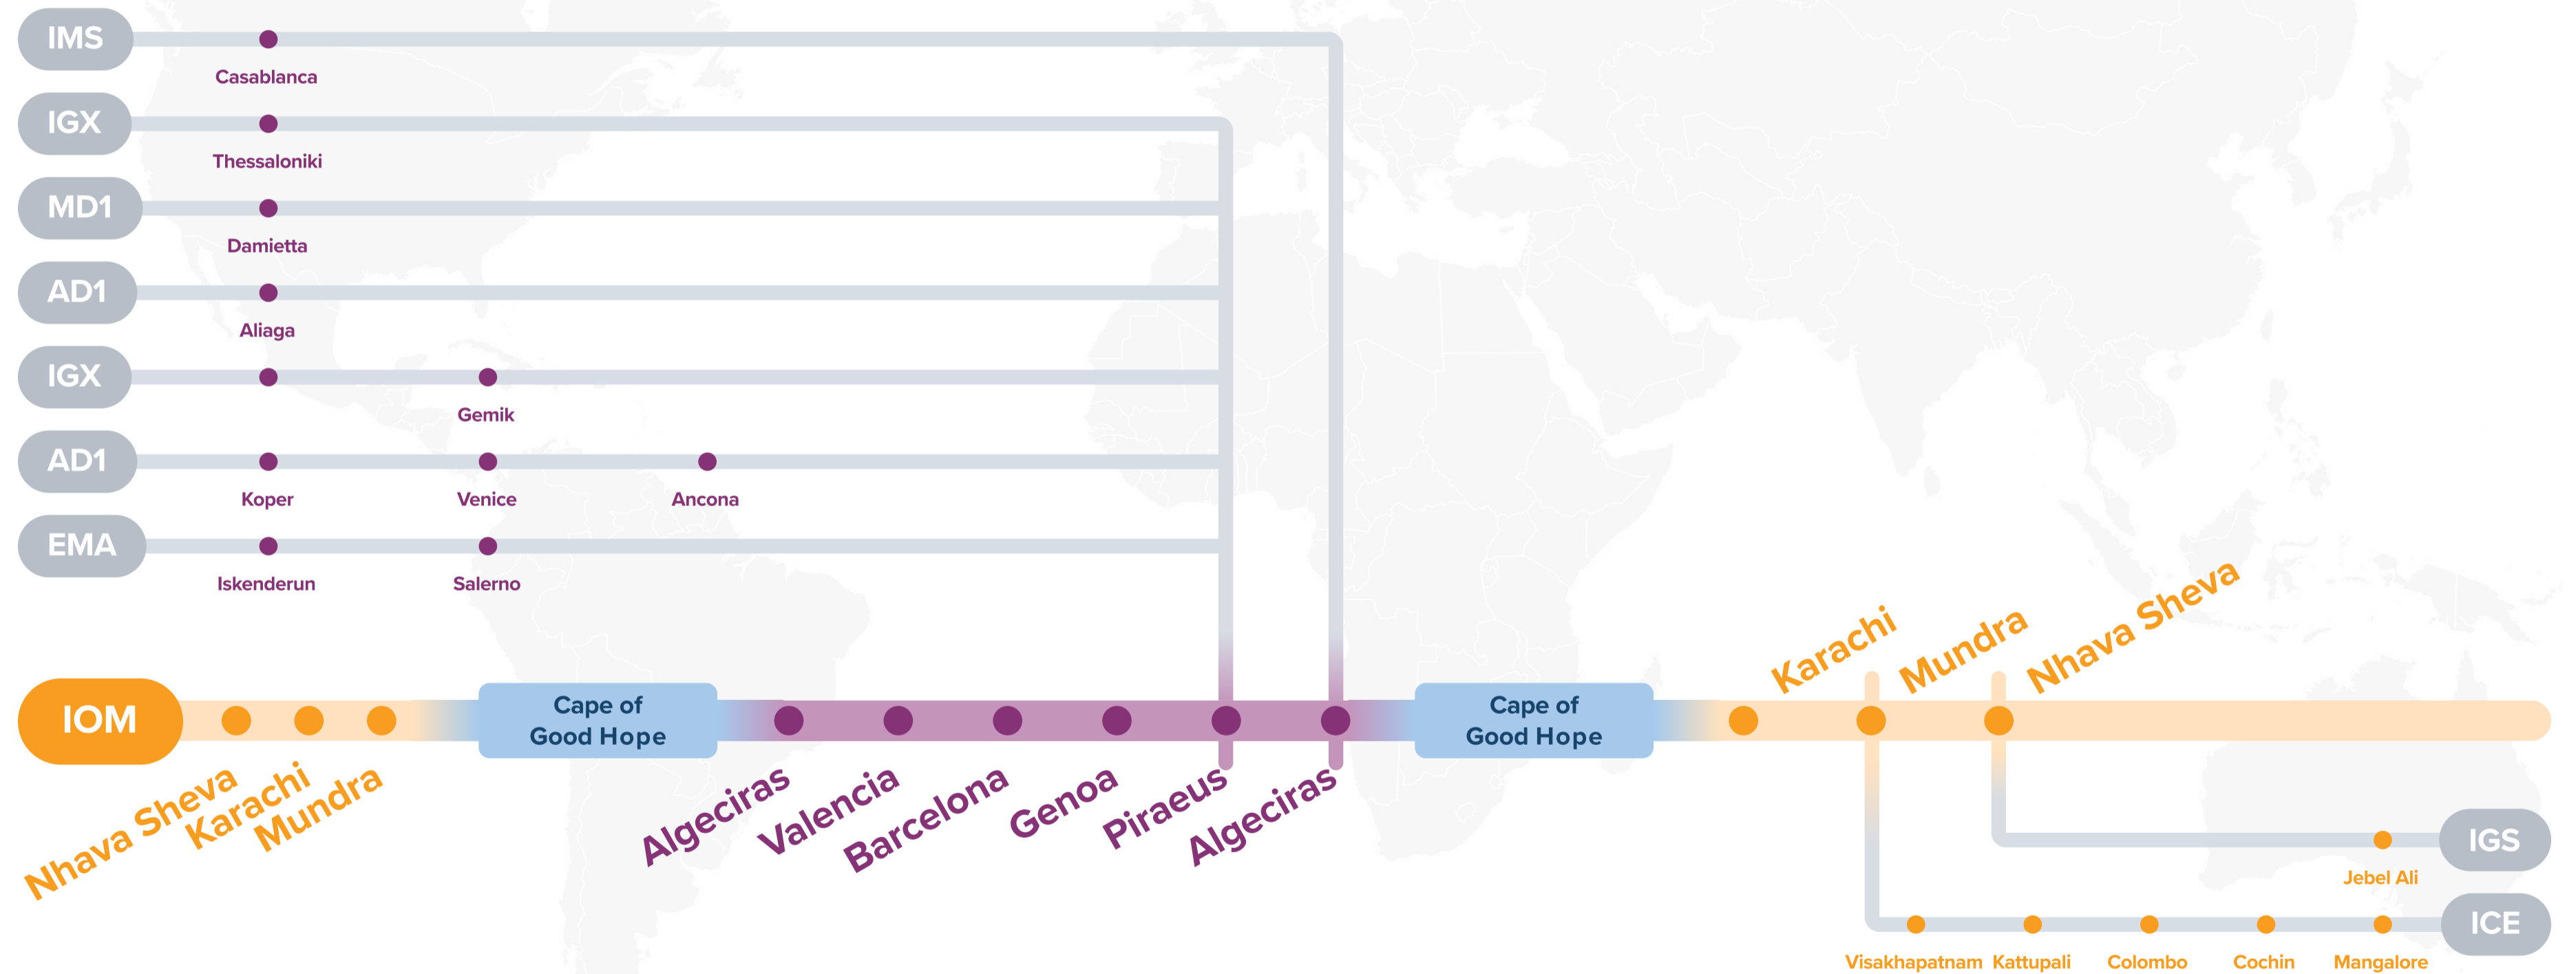 IMS
Casablanca
IGX
Thessaloniki
MD1
Damietta
AD1
Aliaga
IGX
Gemik
AD1
Koper
Venice
Ancona
EMA
Iskenderun
Salerno
IOM
Nhava Sheva
Karachi
Mundra
Cape of
Good Hope
Algeciras
Valencia
Barcelona
Genoa
Piraeus
Algeciras
Cape of
Good Hope
Karachi
Mundra
Nhava Sheva
IGS
Jebel Ali
ICE
Visakhapatnam
Kattupali
Colombo
Cochin
Mangalore